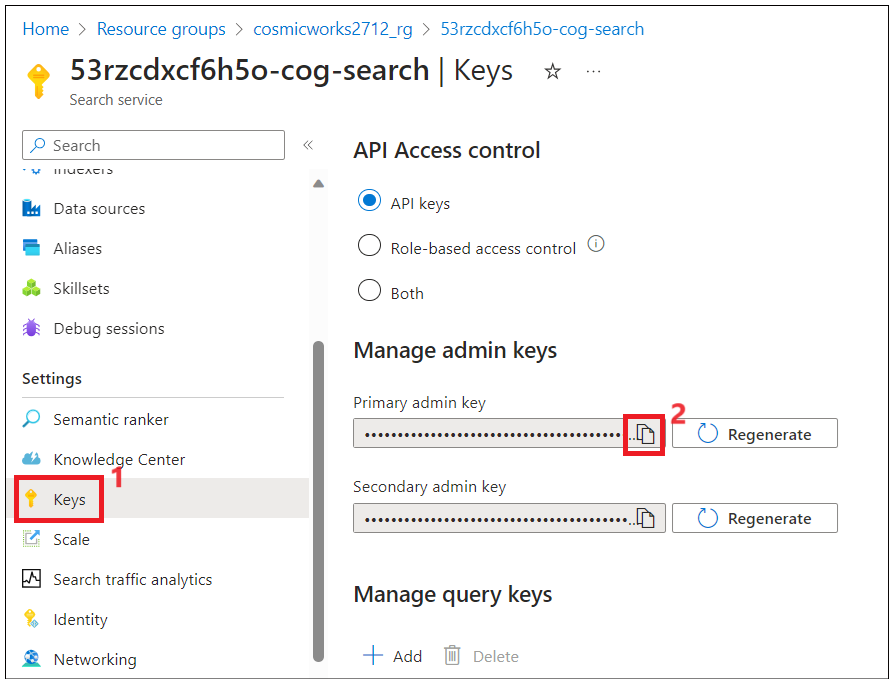 Home > Resource groups > cosmicworks2712_rg > 53rzcdxcf6h5o-cog-search
53rzcdxcf6h5o-cog-search | Keys
Search service
Search
Indexers
Data sources
Aliases
Skillsets
Debug sessions
Settings
Semantic ranker
Knowledge Center
1
Keys
Scale
Search traffic analytics
Identity
Networking
API Access control
API keys
Role-based access control
Both
Manage admin keys
Primary admin key
2
Regenerate
Secondary admin key
Regenerate
Manage query keys
Add Delete